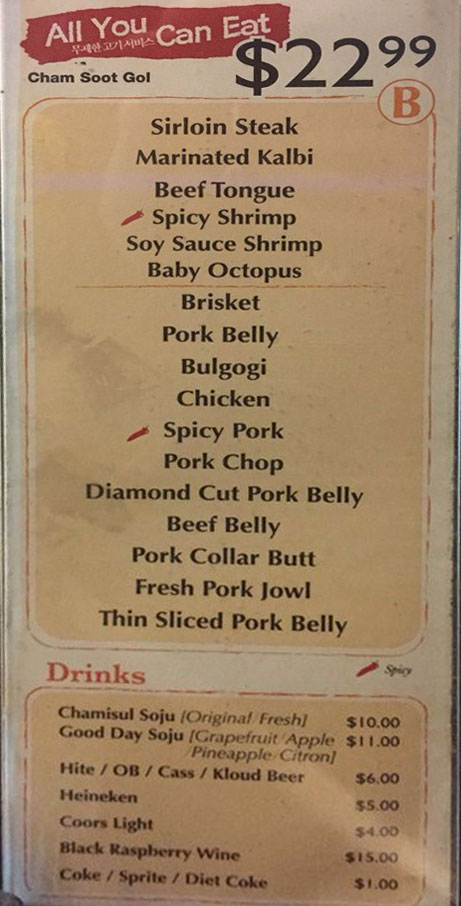 All You Can Eat
무제한 고기 서비스
$22.99
Cham Soot Gol
B
Sirloin Steak
Marinated Kalbi
Beef Tongue
Spicy Shrimp
Soy Sauce Shrimp
Baby Octopus
Brisket
Pork Belly
Bulgogi
Chicken
Spicy Pork
Pork Chop
Diamond Cut Pork Belly
Beef Belly
Pork Collar Butt
Fresh Pork Jowl
Thin Sliced Pork Belly
Drinks
Spicy
Chamisul Soju [Original/Fresh] $10.00
Good Day Soju [Grapefruit/Apple $11.00
Pineapple/Citron]
Hite / OB / Cass / Kloud Beer $6.00
Heineken $5.00
Coors Light $4.00
Black Raspberry Wine $15.00
Coke / Sprite / Diet Coke $1.00